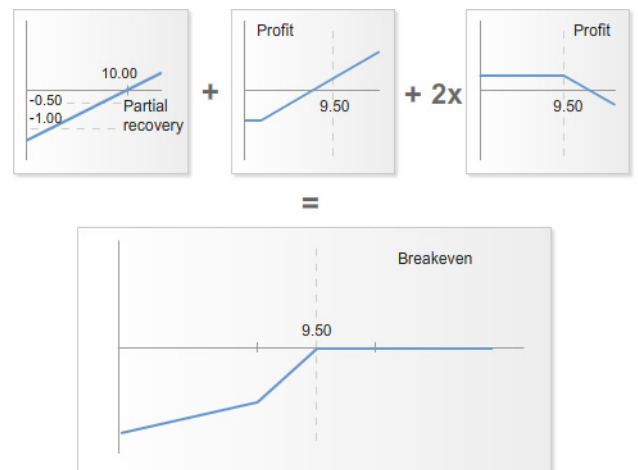 10.00
-0.50
-1.00
Partial
recovery
+
Profit
9.50
+ 2x
Profit
9.50
=
Breakeven
9.50